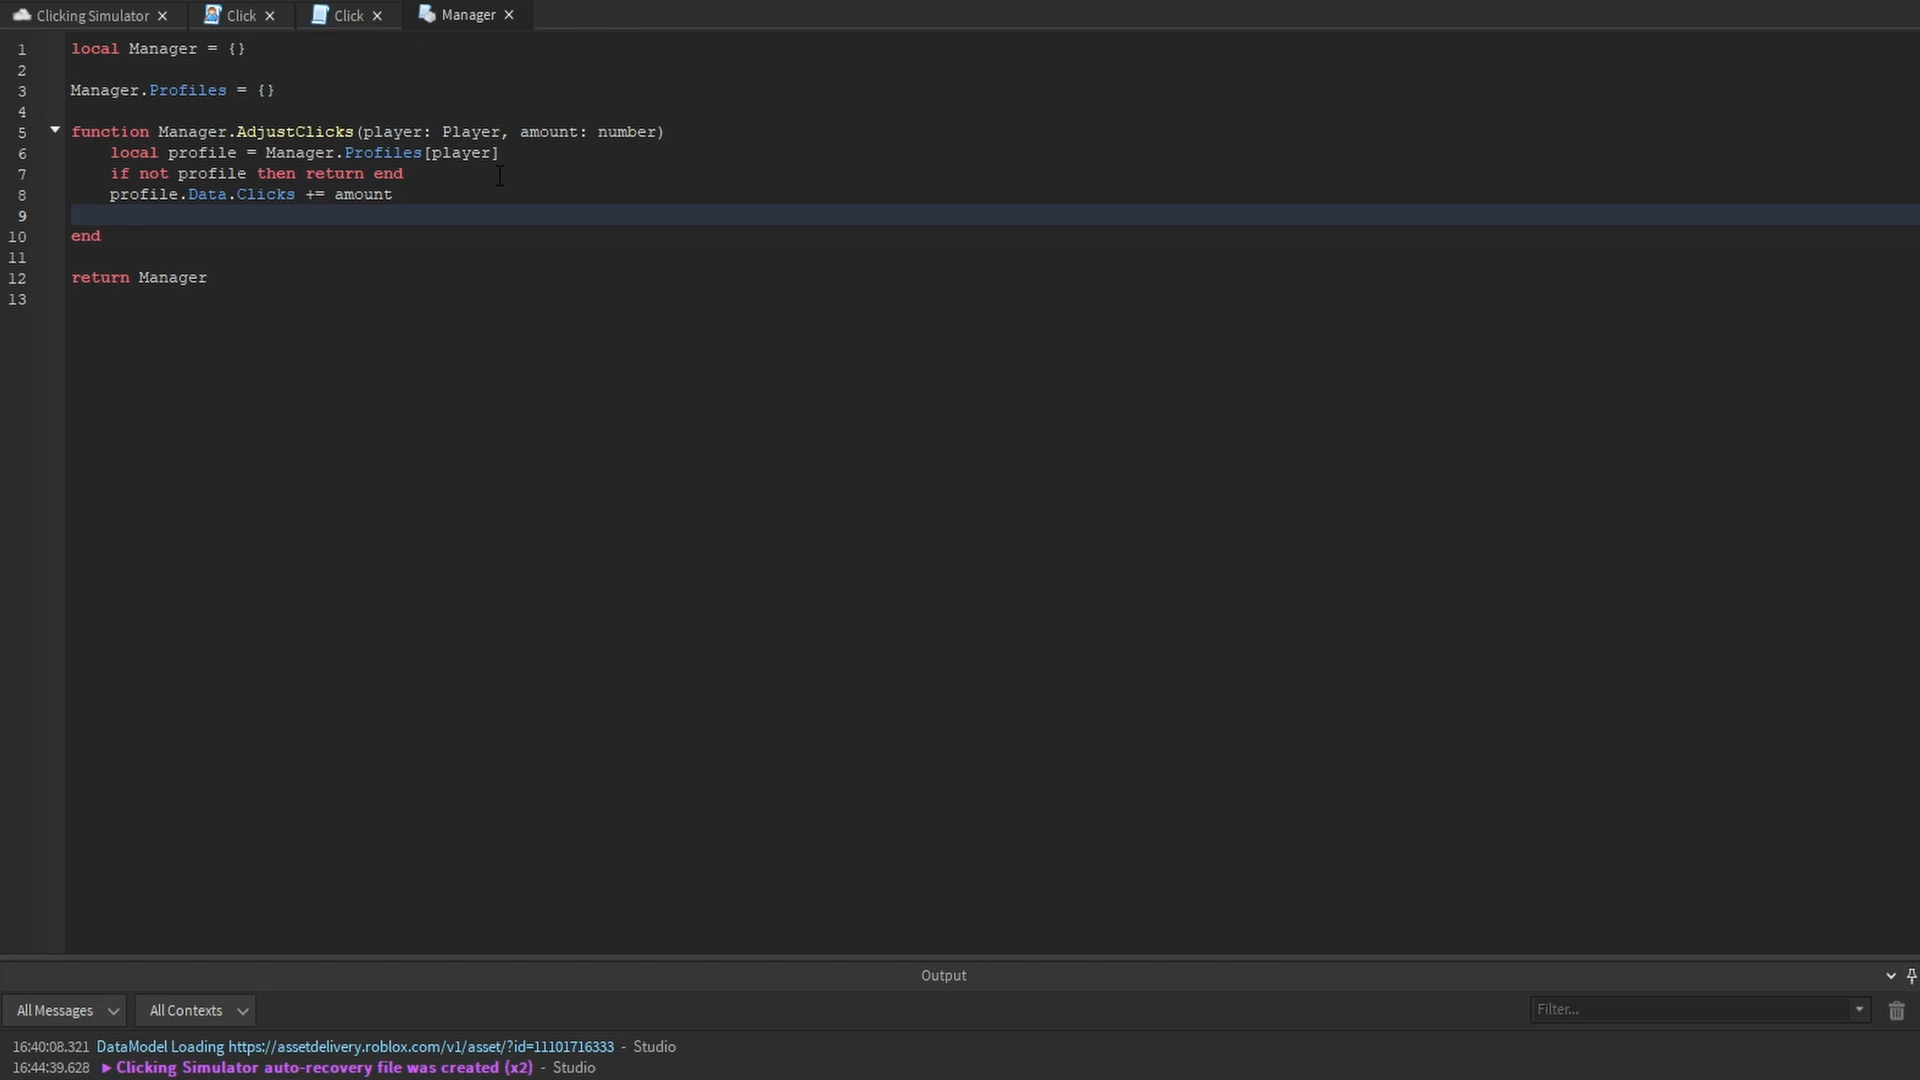 Clicking Simulator × Click × Click × Manager ×
1 local Manager = {}
2
3 Manager.Profiles = {}
4
5 function Manager.AdjustClicks(player: Player, amount: number)
6 local profile = Manager.Profiles[player]
7 if not profile then return end
8 profile.Data.Clicks += amount
9
10 end
11
12 return Manager
13
Output
All Messages All Contexts Filter...
16:40:08.321 DataModel Loading https://assetdelivery.roblox.com/v1/asset/?id=11101716333 - Studio
16:44:39.628 ▶ Clicking Simulator auto-recovery file was created (x2) - Studio